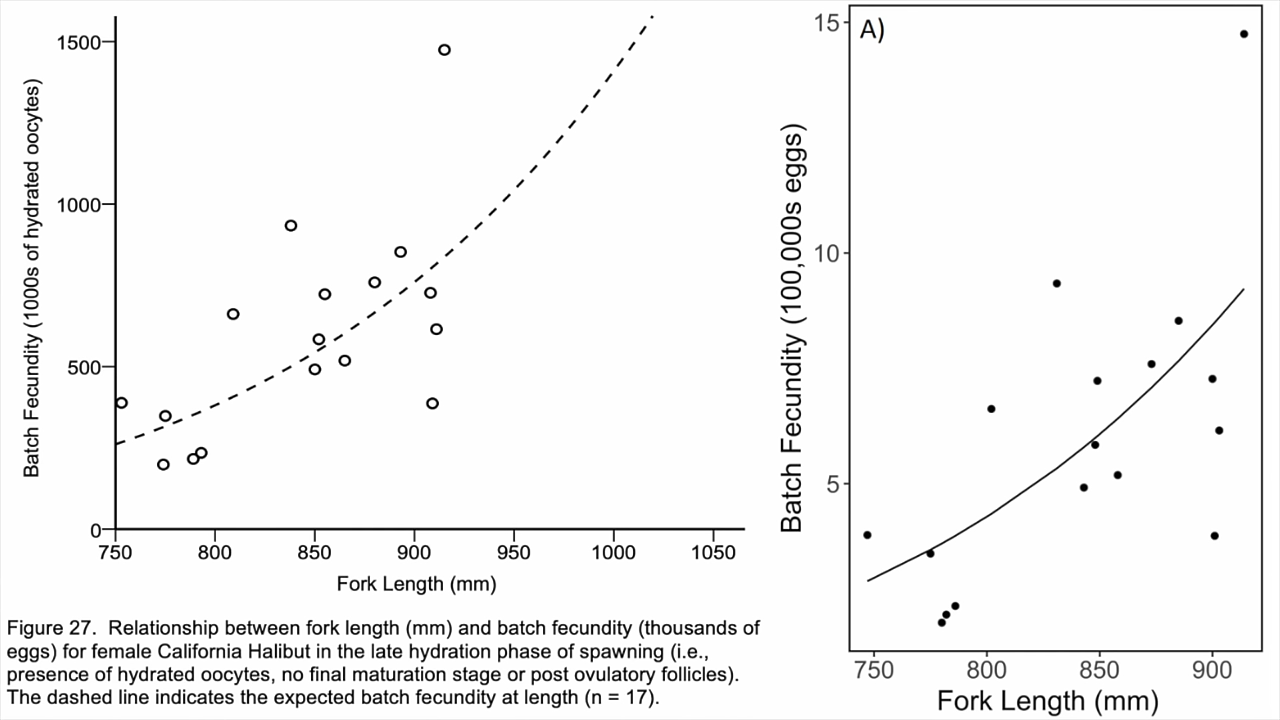 1500
1000
500
0
Batch Fecundity (1000s of hydrated oocytes)
750 800 850 900 950 1000 1050
Fork Length (mm)
Figure 27. Relationship between fork length (mm) and batch fecundity (thousands of
eggs) for female California Halibut in the late hydration phase of spawning (i.e.,
presence of hydrated oocytes, no final maturation stage or post ovulatory follicles).
The dashed line indicates the expected batch fecundity at length (n = 17).
A)
15
10
5
Batch Fecundity (100,000s eggs)
750 800 850 900
Fork Length (mm)